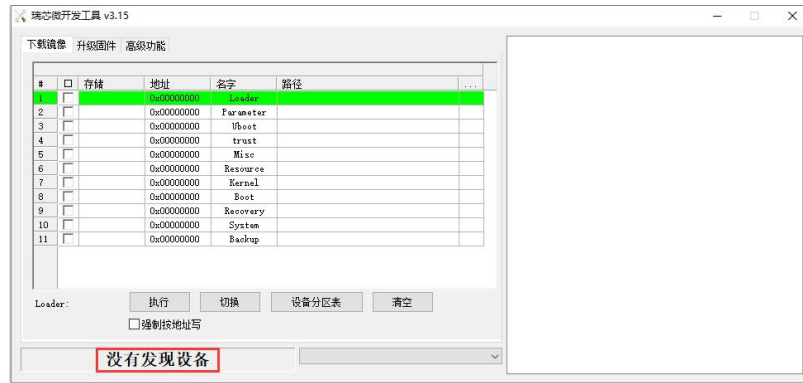 瑞芯微开发工具 v3.15
下载镜像 升级固件 高级功能
# 存储 地址 名字 路径 ...
1 0x00000000 Loader
2 0x00000000 Parameter
3 0x00000000 Uboot
4 0x00000000 trust
5 0x00000000 Misc
6 0x00000000 Resource
7 0x00000000 Kernel
8 0x00000000 Boot
9 0x00000000 Recovery
10 0x00000000 System
11 0x00000000 Backup
Loader: 执行 切换 设备分区表 清空
强制按地址写
没有发现设备